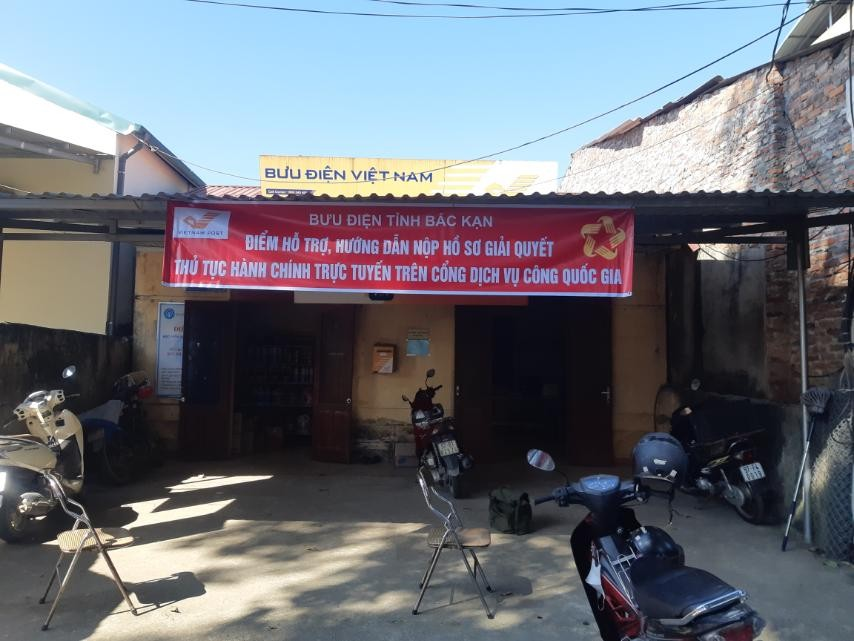 BƯU ĐIỆN VIỆT NAM
BƯU ĐIỆN TỈNH BẮC KẠN
VIETNAM POST
ĐIỂM HỖ TRỢ, HƯỚNG DẪN NỘP HỒ SƠ GIẢI QUYẾT
THỦ TỤC HÀNH CHÍNH TRỰC TUYẾN TRÊN CỔNG DỊCH VỤ CÔNG QUỐC GIA